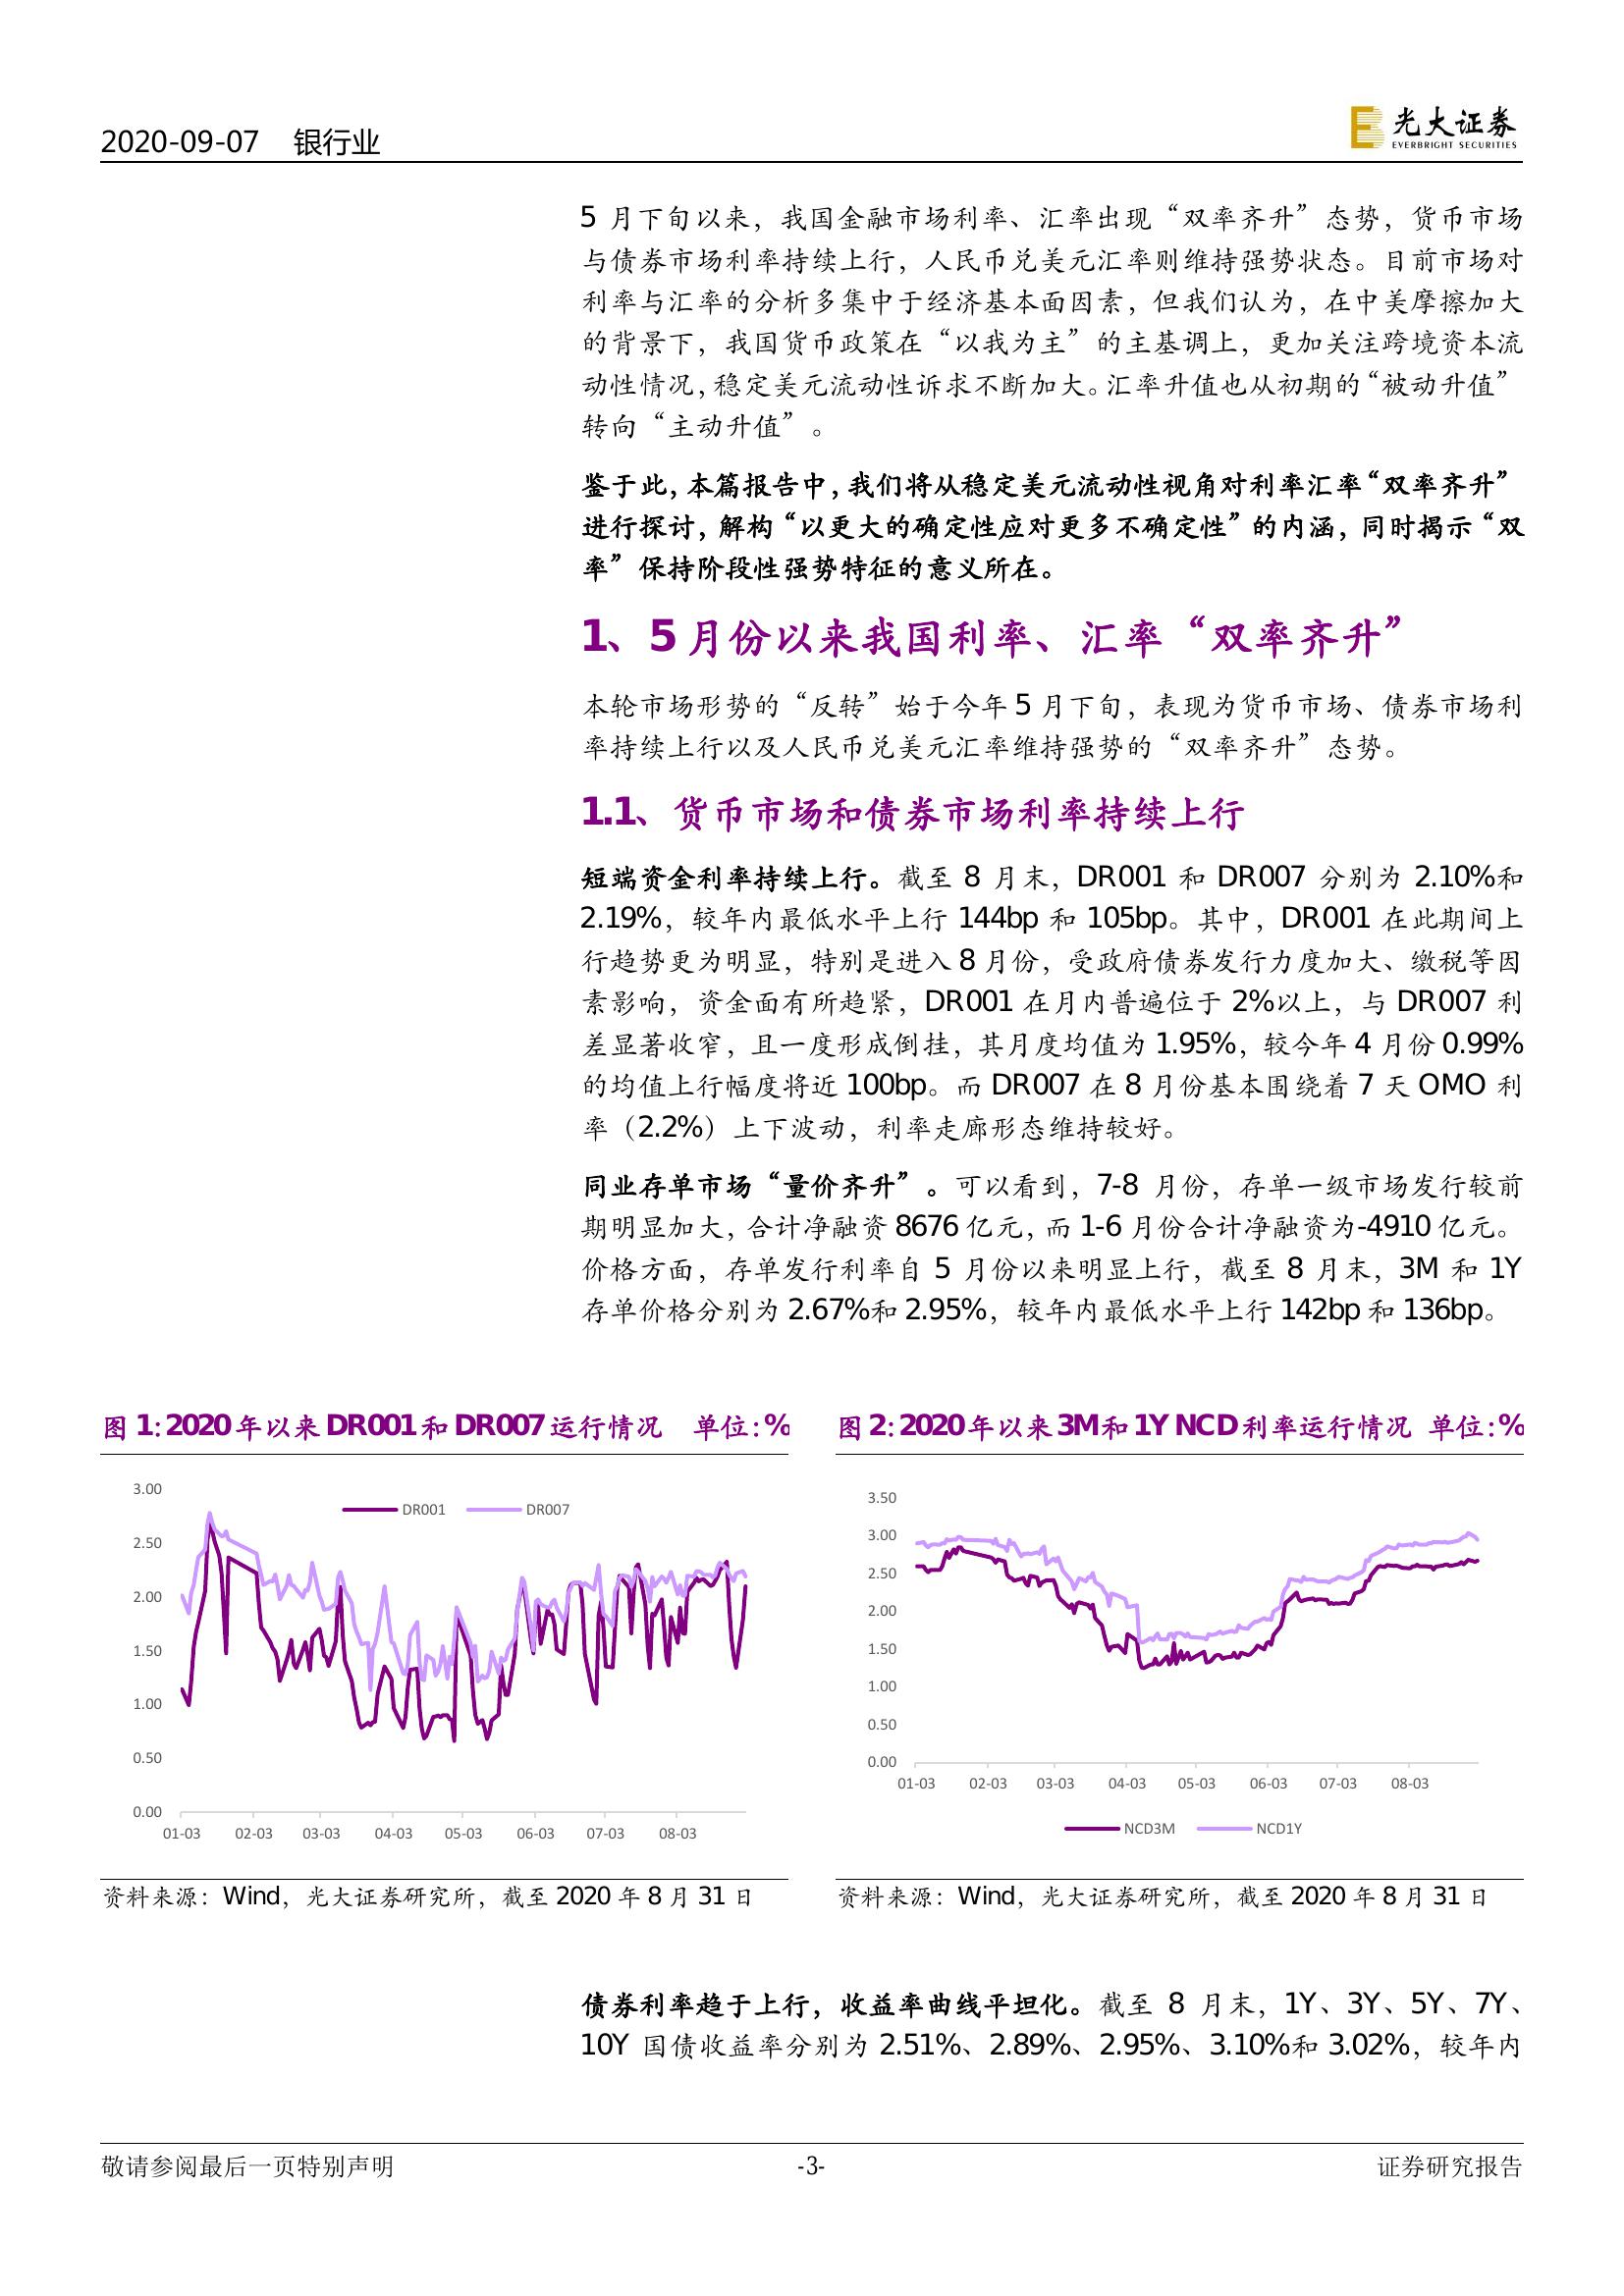 2020-09-07 银行业
光大证券
EVERBRIGHT SECURITIES
5 月下旬以来，我国金融市场利率、汇率出现“双率齐升”态势，货币市场
与债券市场利率持续上行，人民币兑美元汇率则维持强势状态。目前市场对
利率与汇率的分析多集中于经济基本面因素，但我们认为，在中美摩擦加大
的背景下，我国货币政策在“以我为主”的主基调上，更加关注跨境资本流
动性情况，稳定美元流动性诉求不断加大。汇率升值也从初期的“被动升值”
转向“主动升值”。
鉴于此，本篇报告中，我们将从稳定美元流动性视角对利率汇率“双率齐升”
进行探讨，解构“以更大的确定性应对更多不确定性”的内涵，同时揭示“双
率”保持阶段性强势特征的意义所在。
1、5 月份以来我国利率、汇率“双率齐升”
本轮市场形势的“反转”始于今年 5 月下旬，表现为货币市场、债券市场利
率持续上行以及人民币兑美元汇率维持强势的“双率齐升”态势。
1.1、货币市场和债券市场利率持续上行
短端资金利率持续上行。截至 8 月末，DR001 和 DR007 分别为 2.10%和
2.19%，较年内最低水平上行 144bp 和 105bp。其中，DR001 在此期间上
行趋势更为明显，特别是进入 8 月份，受政府债券发行力度加大、缴税等因
素影响，资金面有所趋紧，DR001 在月内普遍位于 2%以上，与 DR007 利
差显著收窄，且一度形成倒挂，其月度均值为 1.95%，较今年 4 月份 0.99%
的均值上行幅度将近 100bp。而 DR007 在 8 月份基本围绕着 7 天 OMO 利
率（2.2%）上下波动，利率走廊形态维持较好。
同业存单市场“量价齐升”。可以看到，7-8 月份，存单一级市场发行较前
期明显加大，合计净融资 8676 亿元，而 1-6 月份合计净融资为-4910 亿元。
价格方面，存单发行利率自 5 月份以来明显上行，截至 8 月末，3M 和 1Y
存单价格分别为 2.67%和 2.95%，较年内最低水平上行 142bp 和 136bp。
图 1：2020 年以来 DR001 和 DR007 运行情况 单位：%
3.00
2.50
2.00
1.50
1.00
0.50
0.00
DR001 DR007
01-03 02-03 03-03 04-03 05-03 06-03 07-03 08-03
资料来源：Wind，光大证券研究所，截至 2020 年 8 月 31 日
图 2：2020 年以来 3M 和 1Y NCD 利率运行情况 单位：%
3.50
3.00
2.50
2.00
1.50
1.00
0.50
0.00
01-03 02-03 03-03 04-03 05-03 06-03 07-03 08-03
NCD3M NCD1Y
资料来源：Wind，光大证券研究所，截至 2020 年 8 月 31 日
债券利率趋于上行，收益率曲线平坦化。截至 8 月末，1Y、3Y、5Y、7Y、
10Y 国债收益率分别为 2.51%、2.89%、2.95%、3.10%和 3.02%，较年内
敬请参阅最后一页特别声明 -3- 证券研究报告